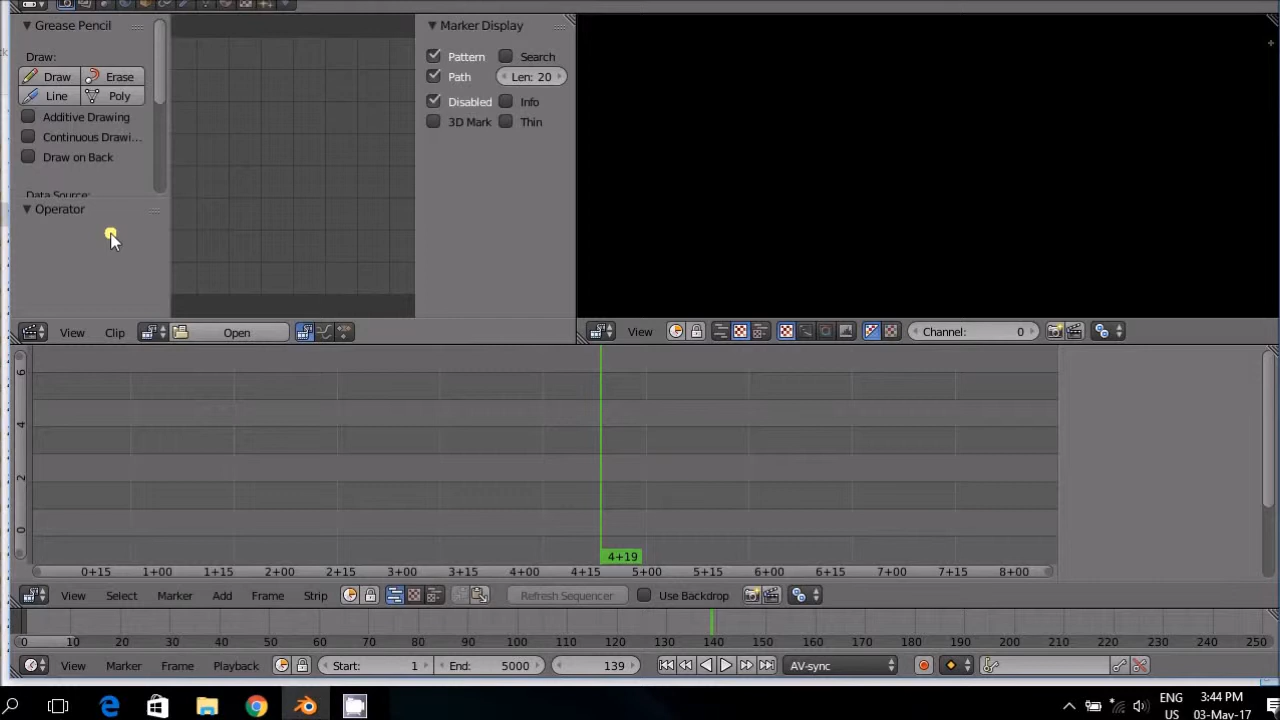 Grease Pencil
Draw:
Draw Erase
Line Poly
Additive Drawing
Continuous Drawi...
Draw on Back
Data Source:
Operator
Marker Display
Pattern Search
Path Len: 20
Disabled Info
3D Mark Thin
View Clip Open
View Channel: 0
6
4
2
0
4+19
0+15 1+00 1+15 2+00 2+15 3+00 3+15 4+00 4+15 5+00 5+15 6+00 6+15 7+00 7+15 8+00
View Select Marker Add Frame Strip Refresh Sequencer Use Backdrop
0 10 20 30 40 50 60 70 80 90 100 110 120 130 140 150 160 170 180 190 200 210 220 230 240 250
View Marker Frame Playback Start: 1 End: 5000 139 AV-sync
ENG 3:44 PM
US 03-May-17